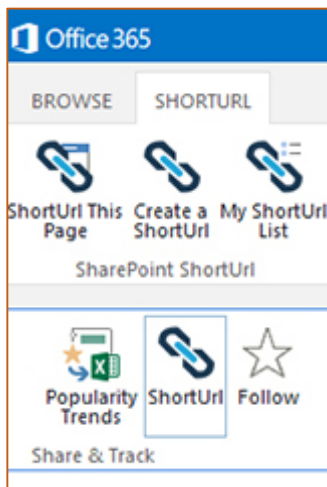 Office 365
BROWSE SHORTURL
ShortUrl This Create a My ShortUrl
Page ShortUrl List
SharePoint ShortUrl
Popularity ShortUrl Follow
Trends
Share & Track